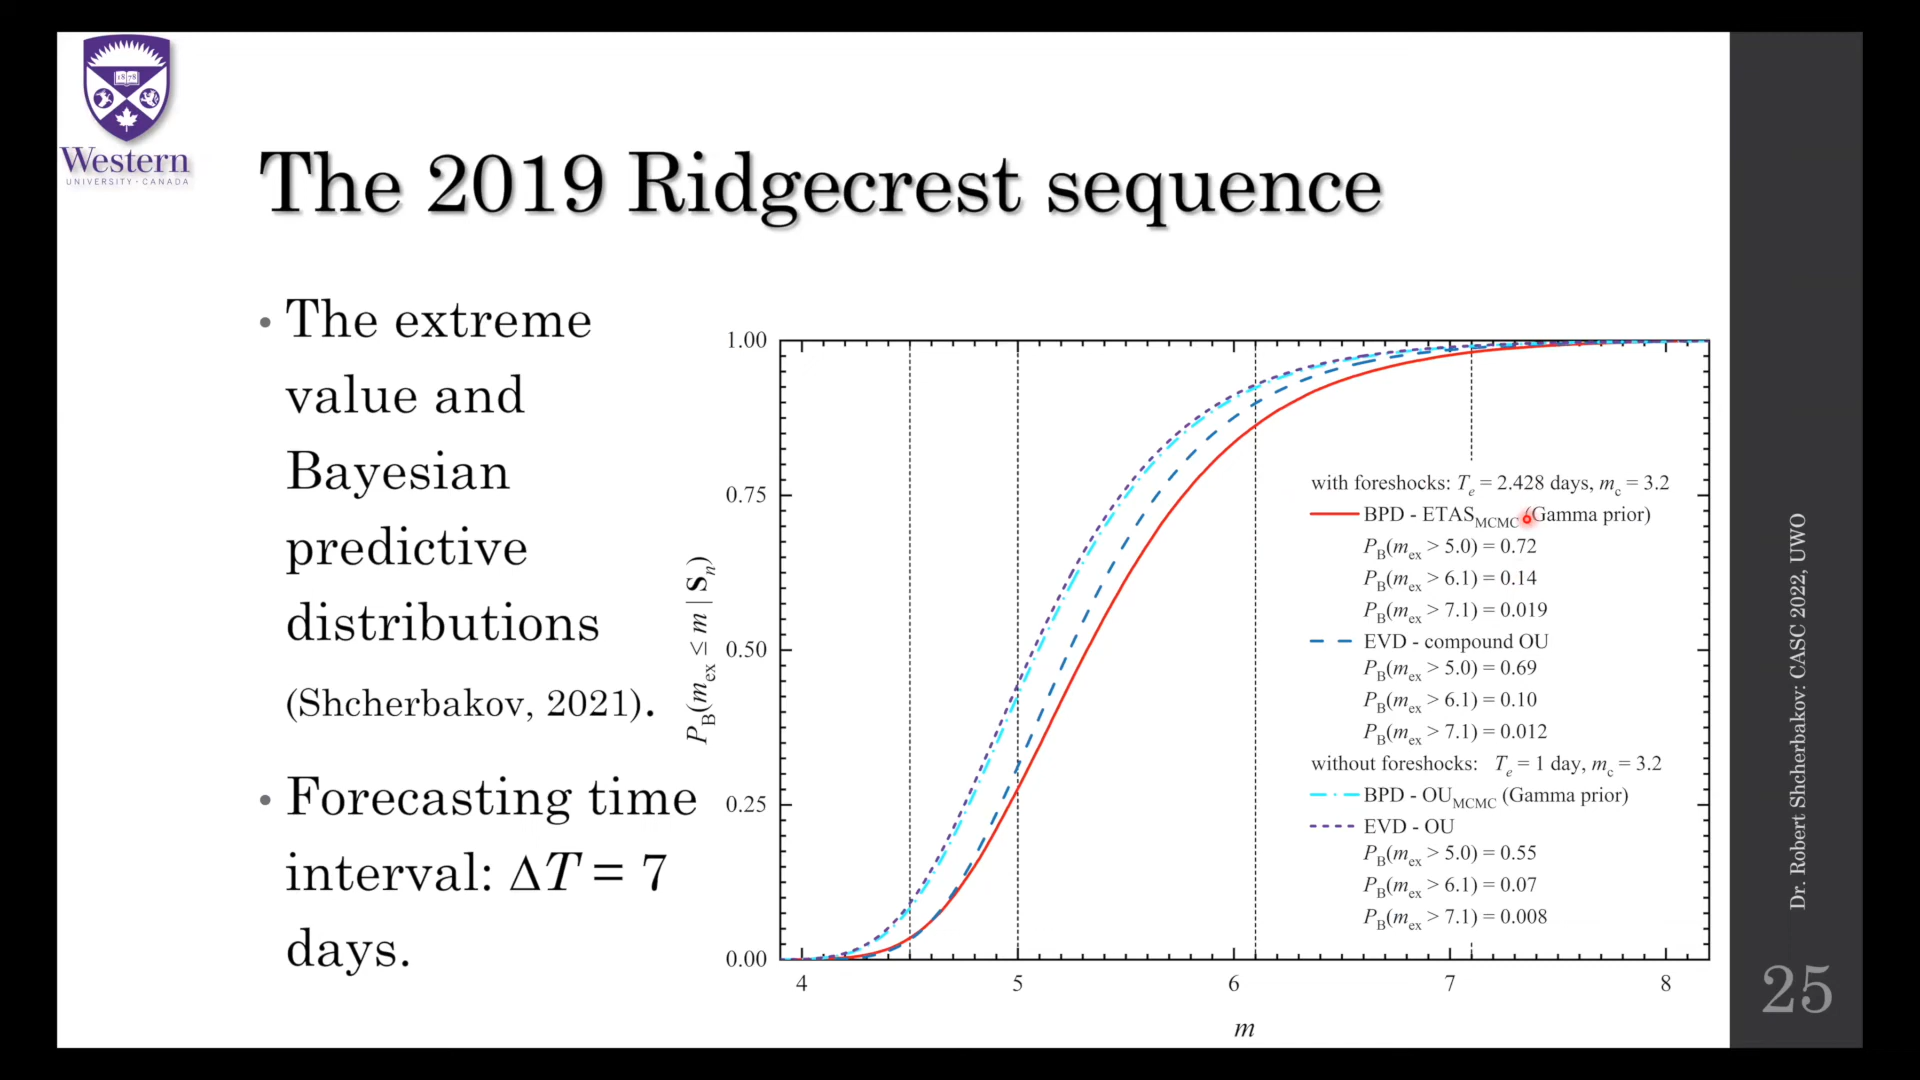 1878
Western
UNIVERSITY · CANADA
The 2019 Ridgecrest sequence
• The extreme
value and
Bayesian
predictive
distributions
(Shcherbakov, 2021).
• Forecasting time
interval: ΔT = 7
days.
P_B(m_ex ≤ m | S_n)
1.00
0.75
0.50
0.25
0.00
4 5 6 7 8
m
with foreshocks: T_e = 2.428 days, m_c = 3.2
BPD - ETAS_MCMC (Gamma prior)
P_B(m_ex > 5.0) = 0.72
P_B(m_ex > 6.1) = 0.14
P_B(m_ex > 7.1) = 0.019
EVD - compound OU
P_B(m_ex > 5.0) = 0.69
P_B(m_ex > 6.1) = 0.10
P_B(m_ex > 7.1) = 0.012
without foreshocks: T_e = 1 day, m_c = 3.2
BPD - OU_MCMC (Gamma prior)
EVD - OU
P_B(m_ex > 5.0) = 0.55
P_B(m_ex > 6.1) = 0.07
P_B(m_ex > 7.1) = 0.008
Dr. Robert Shcherbakov: CASC 2022, UWO
25